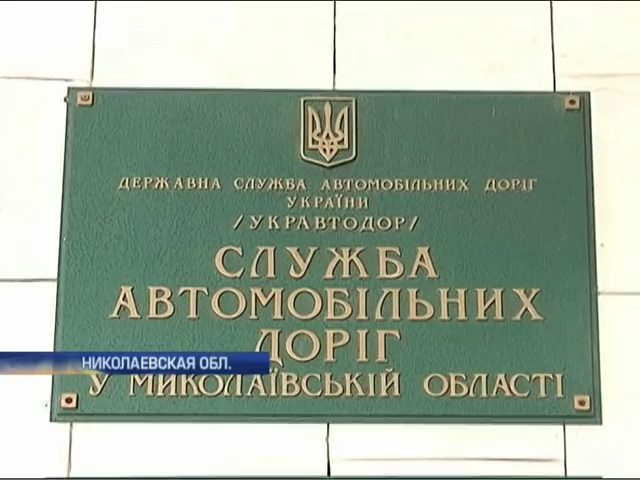 ДЕРЖАВНА СЛУЖБА АВТОМОБІЛЬНИХ ДОРІГ
УКРАЇНИ
/УКРАВТОДОР/
СЛУЖБА
АВТОМОБІЛЬНИХ
ДОРІГ
НИКОЛАЕВСКАЯ ОБЛ.
У МИКОЛАЇВСЬКІЙ ОБЛАСТІ